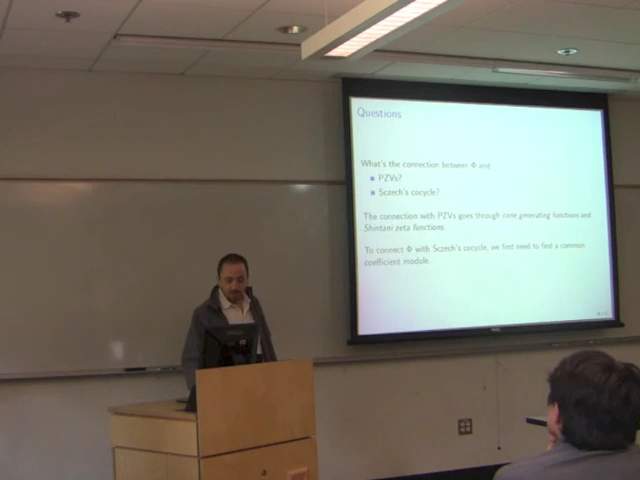 Questions
What's the connection between Φ and
PZVs?
Sczech's cocycle?
The connection with PZVs goes through cone generating functions and
Shintani zeta functions.
To connect Φ with Sczech's cocycle, we first need to find a common
coefficient module.